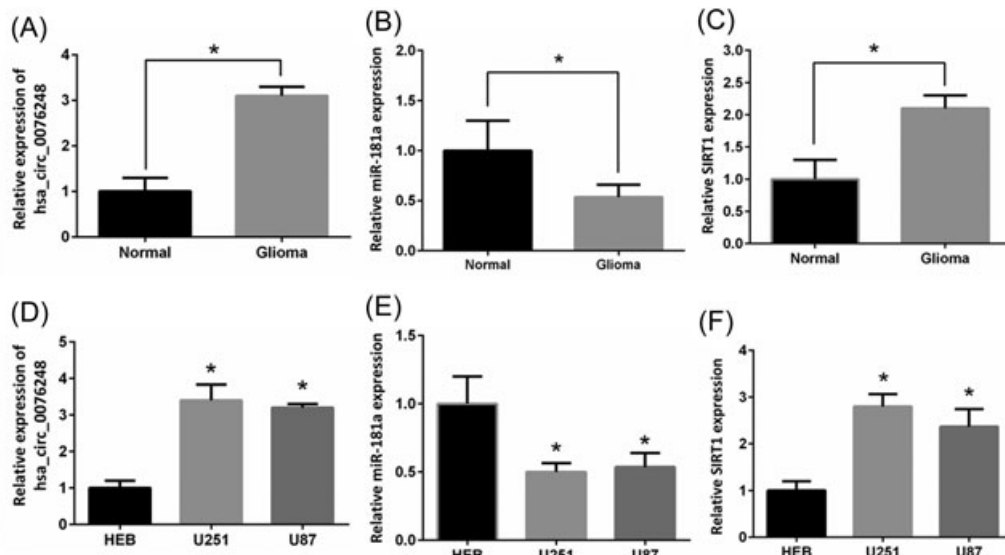 (A)
Relative expression of
hsa_circ_0076248
4
3
2
1
0
*
Normal
Glioma
(B)
Relative miR-181a expression
2.0
1.5
1.0
0.5
0.0
*
Normal
Glioma
(C)
Relative SIRT1 expression
3.0
2.5
2.0
1.5
1.0
0.5
0.0
*
Normal
Glioma
(D)
Relative expression of
hsa_circ_0076248
5
4
3
2
1
0
*
*
HEB
U251
U87
(E)
Relative miR-181a expression
1.5
1.0
0.5
0.0
*
*
HEB
U251
U87
(F)
Relative SIRT1 expression
4
3
2
1
0
*
*
HEB
U251
U87